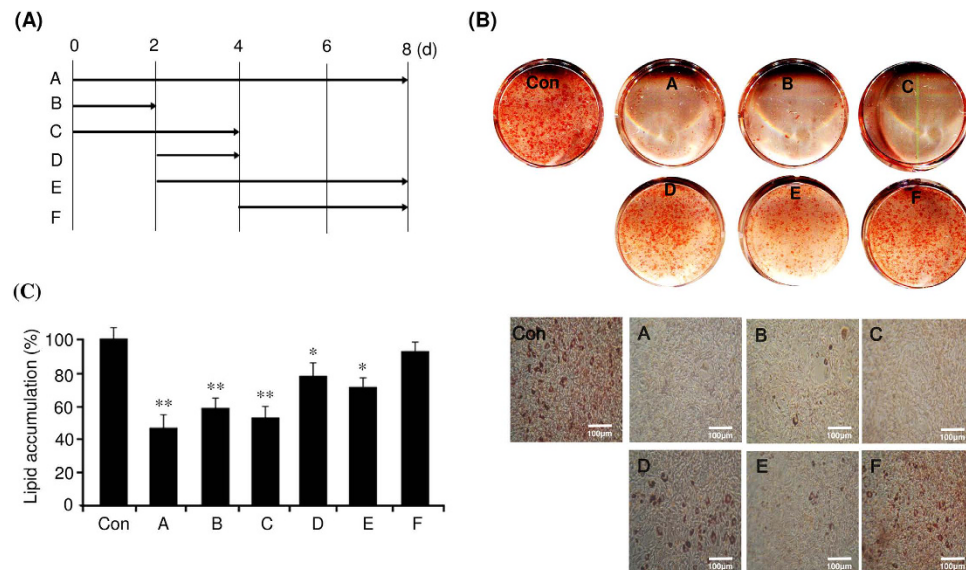 (A)
0 2 4 6 8 (d)
A
B
C
D
E
F
(B)
Con A B C
D E F
Con A B C
100μm 100μm 100μm 100μm
D E F
100μm 100μm 100μm
(C)
Lipid accumulation (%)
100
80
60
40
20
0
** ** ** * *
Con A B C D E F